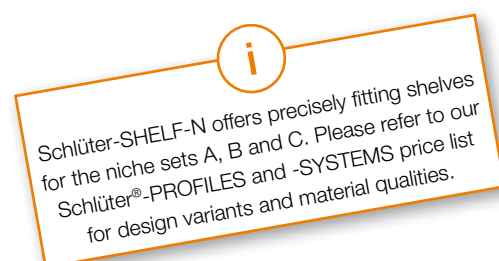 i
Schlüter-SHELF-N offers precisely fitting shelves
for the niche sets A, B and C. Please refer to our
Schlüter®-PROFILES and -SYSTEMS price list
for design variants and material qualities.